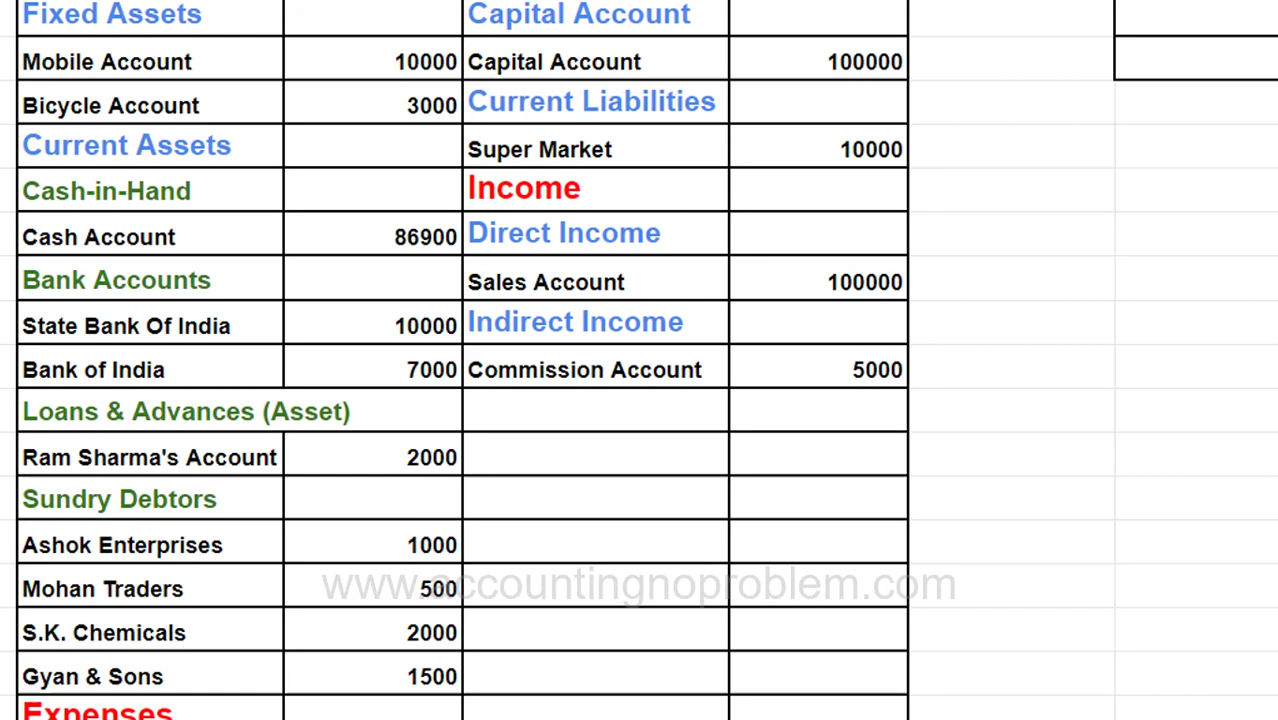 Fixed Assets Capital Account
Mobile Account 10000 Capital Account 100000
Bicycle Account 3000 Current Liabilities
Current Assets Super Market 10000
Cash-in-Hand Income
Cash Account 86900 Direct Income
Bank Accounts Sales Account 100000
State Bank Of India 10000 Indirect Income
Bank of India 7000 Commission Account 5000
Loans & Advances (Asset)
Ram Sharma's Account 2000
Sundry Debtors
Ashok Enterprises 1000
Mohan Traders 500
www.accountingnoproblem.com
S.K. Chemicals 2000
Gyan & Sons 1500
Expenses